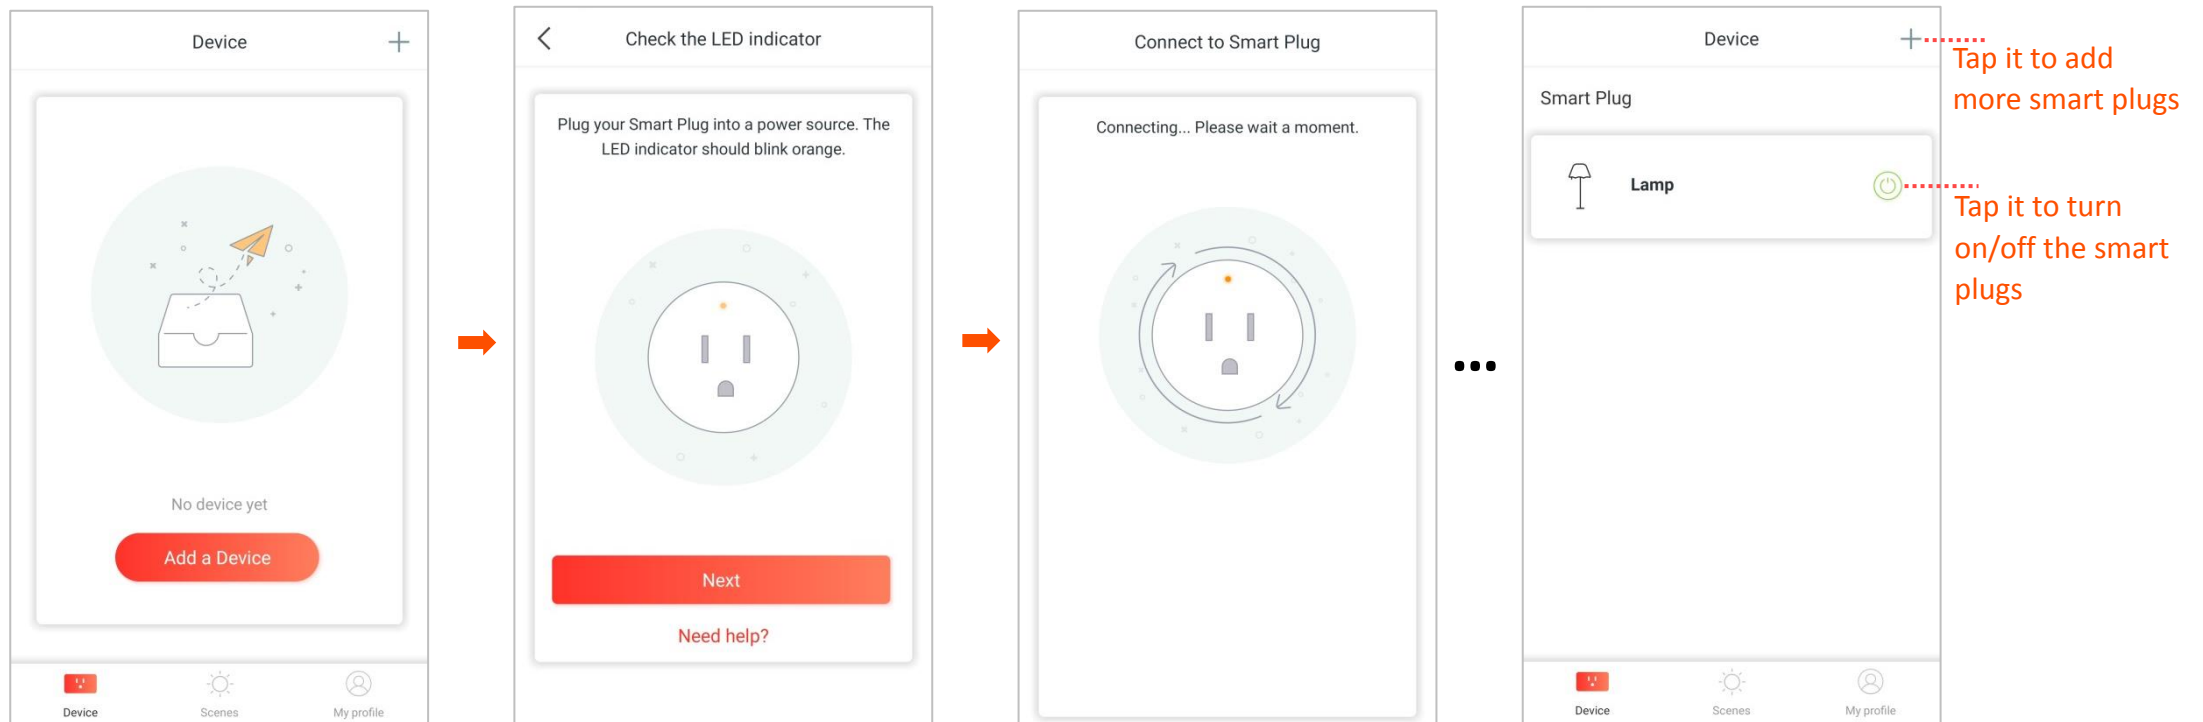 Device
No device yet
Add a Device
Device
Scenes
My profile
Check the LED indicator
Plug your Smart Plug into a power source. The
LED indicator should blink orange.
Next
Need help?
Connect to Smart Plug
Connecting... Please wait a moment.
...
Device
Smart Plug
Lamp
Device
Scenes
My profile
Tap it to add
more smart plugs
Tap it to turn
on/off the smart
plugs